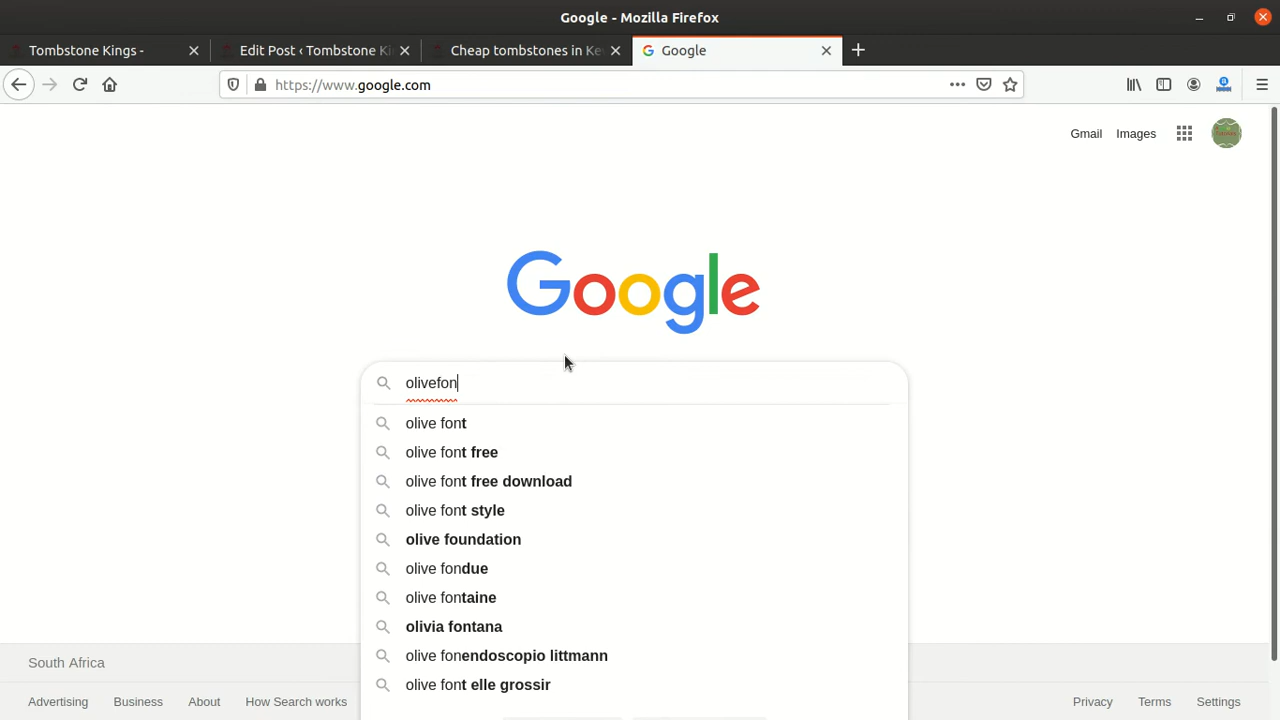 Google - Mozilla Firefox
Tombstone Kings -
Edit Post ‹ Tombstone Ki
Cheap tombstones in Ke
Google
https://www.google.com
Gmail Images
Google
olivefon
olive font
olive font free
olive font free download
olive font style
olive foundation
olive fondue
olive fontaine
olivia fontana
olive fonendoscopio littmann
olive font elle grossir
South Africa
Advertising Business About How Search works Privacy Terms Settings